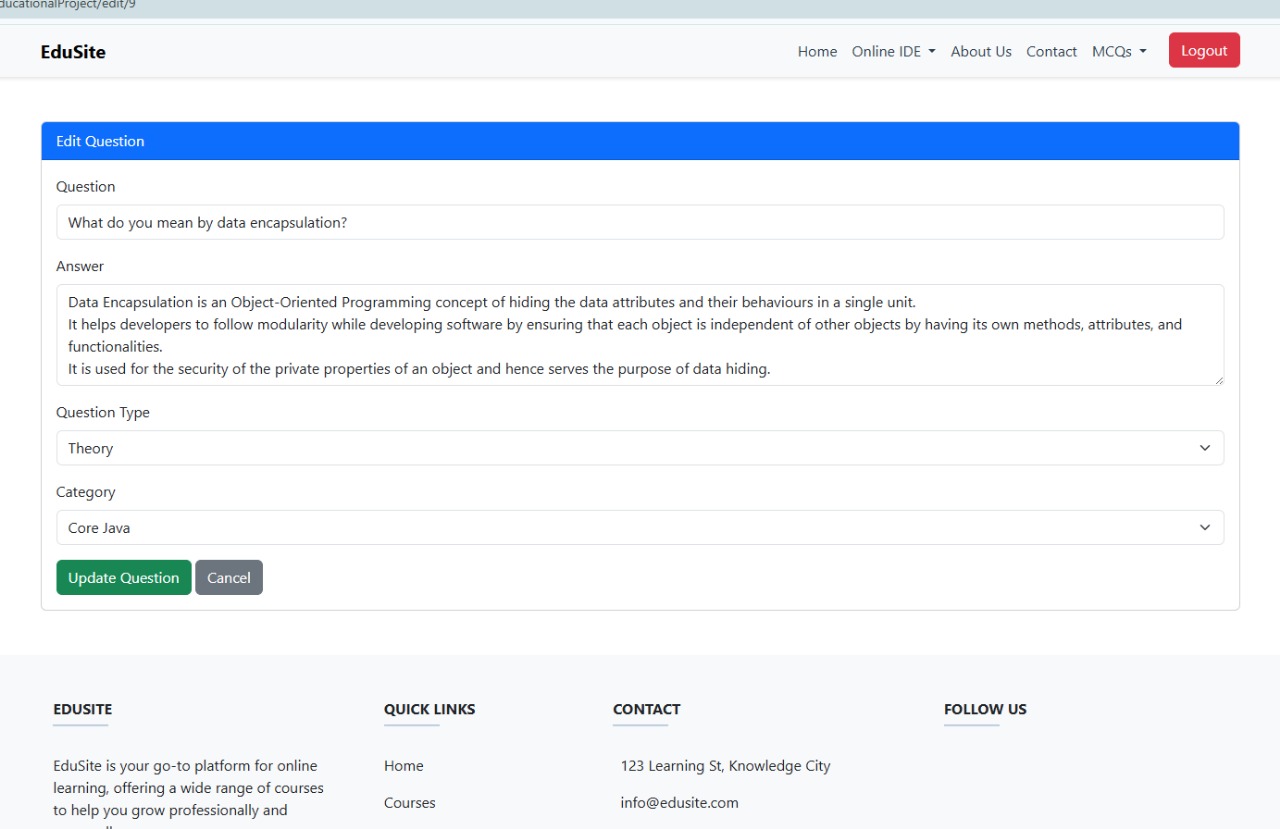 ducationalProject/edit/9
EduSite
Home Online IDE About Us Contact MCQs Logout
Edit Question
Question
What do you mean by data encapsulation?
Answer
Data Encapsulation is an Object-Oriented Programming concept of hiding the data attributes and their behaviours in a single unit.
It helps developers to follow modularity while developing software by ensuring that each object is independent of other objects by having its own methods, attributes, and
functionalities.
It is used for the security of the private properties of an object and hence serves the purpose of data hiding.
Question Type
Theory
Category
Core Java
Update Question Cancel
EDUSITE
EduSite is your go-to platform for online
learning, offering a wide range of courses
to help you grow professionally and
QUICK LINKS
Home
Courses
CONTACT
123 Learning St, Knowledge City
info@edusite.com
FOLLOW US